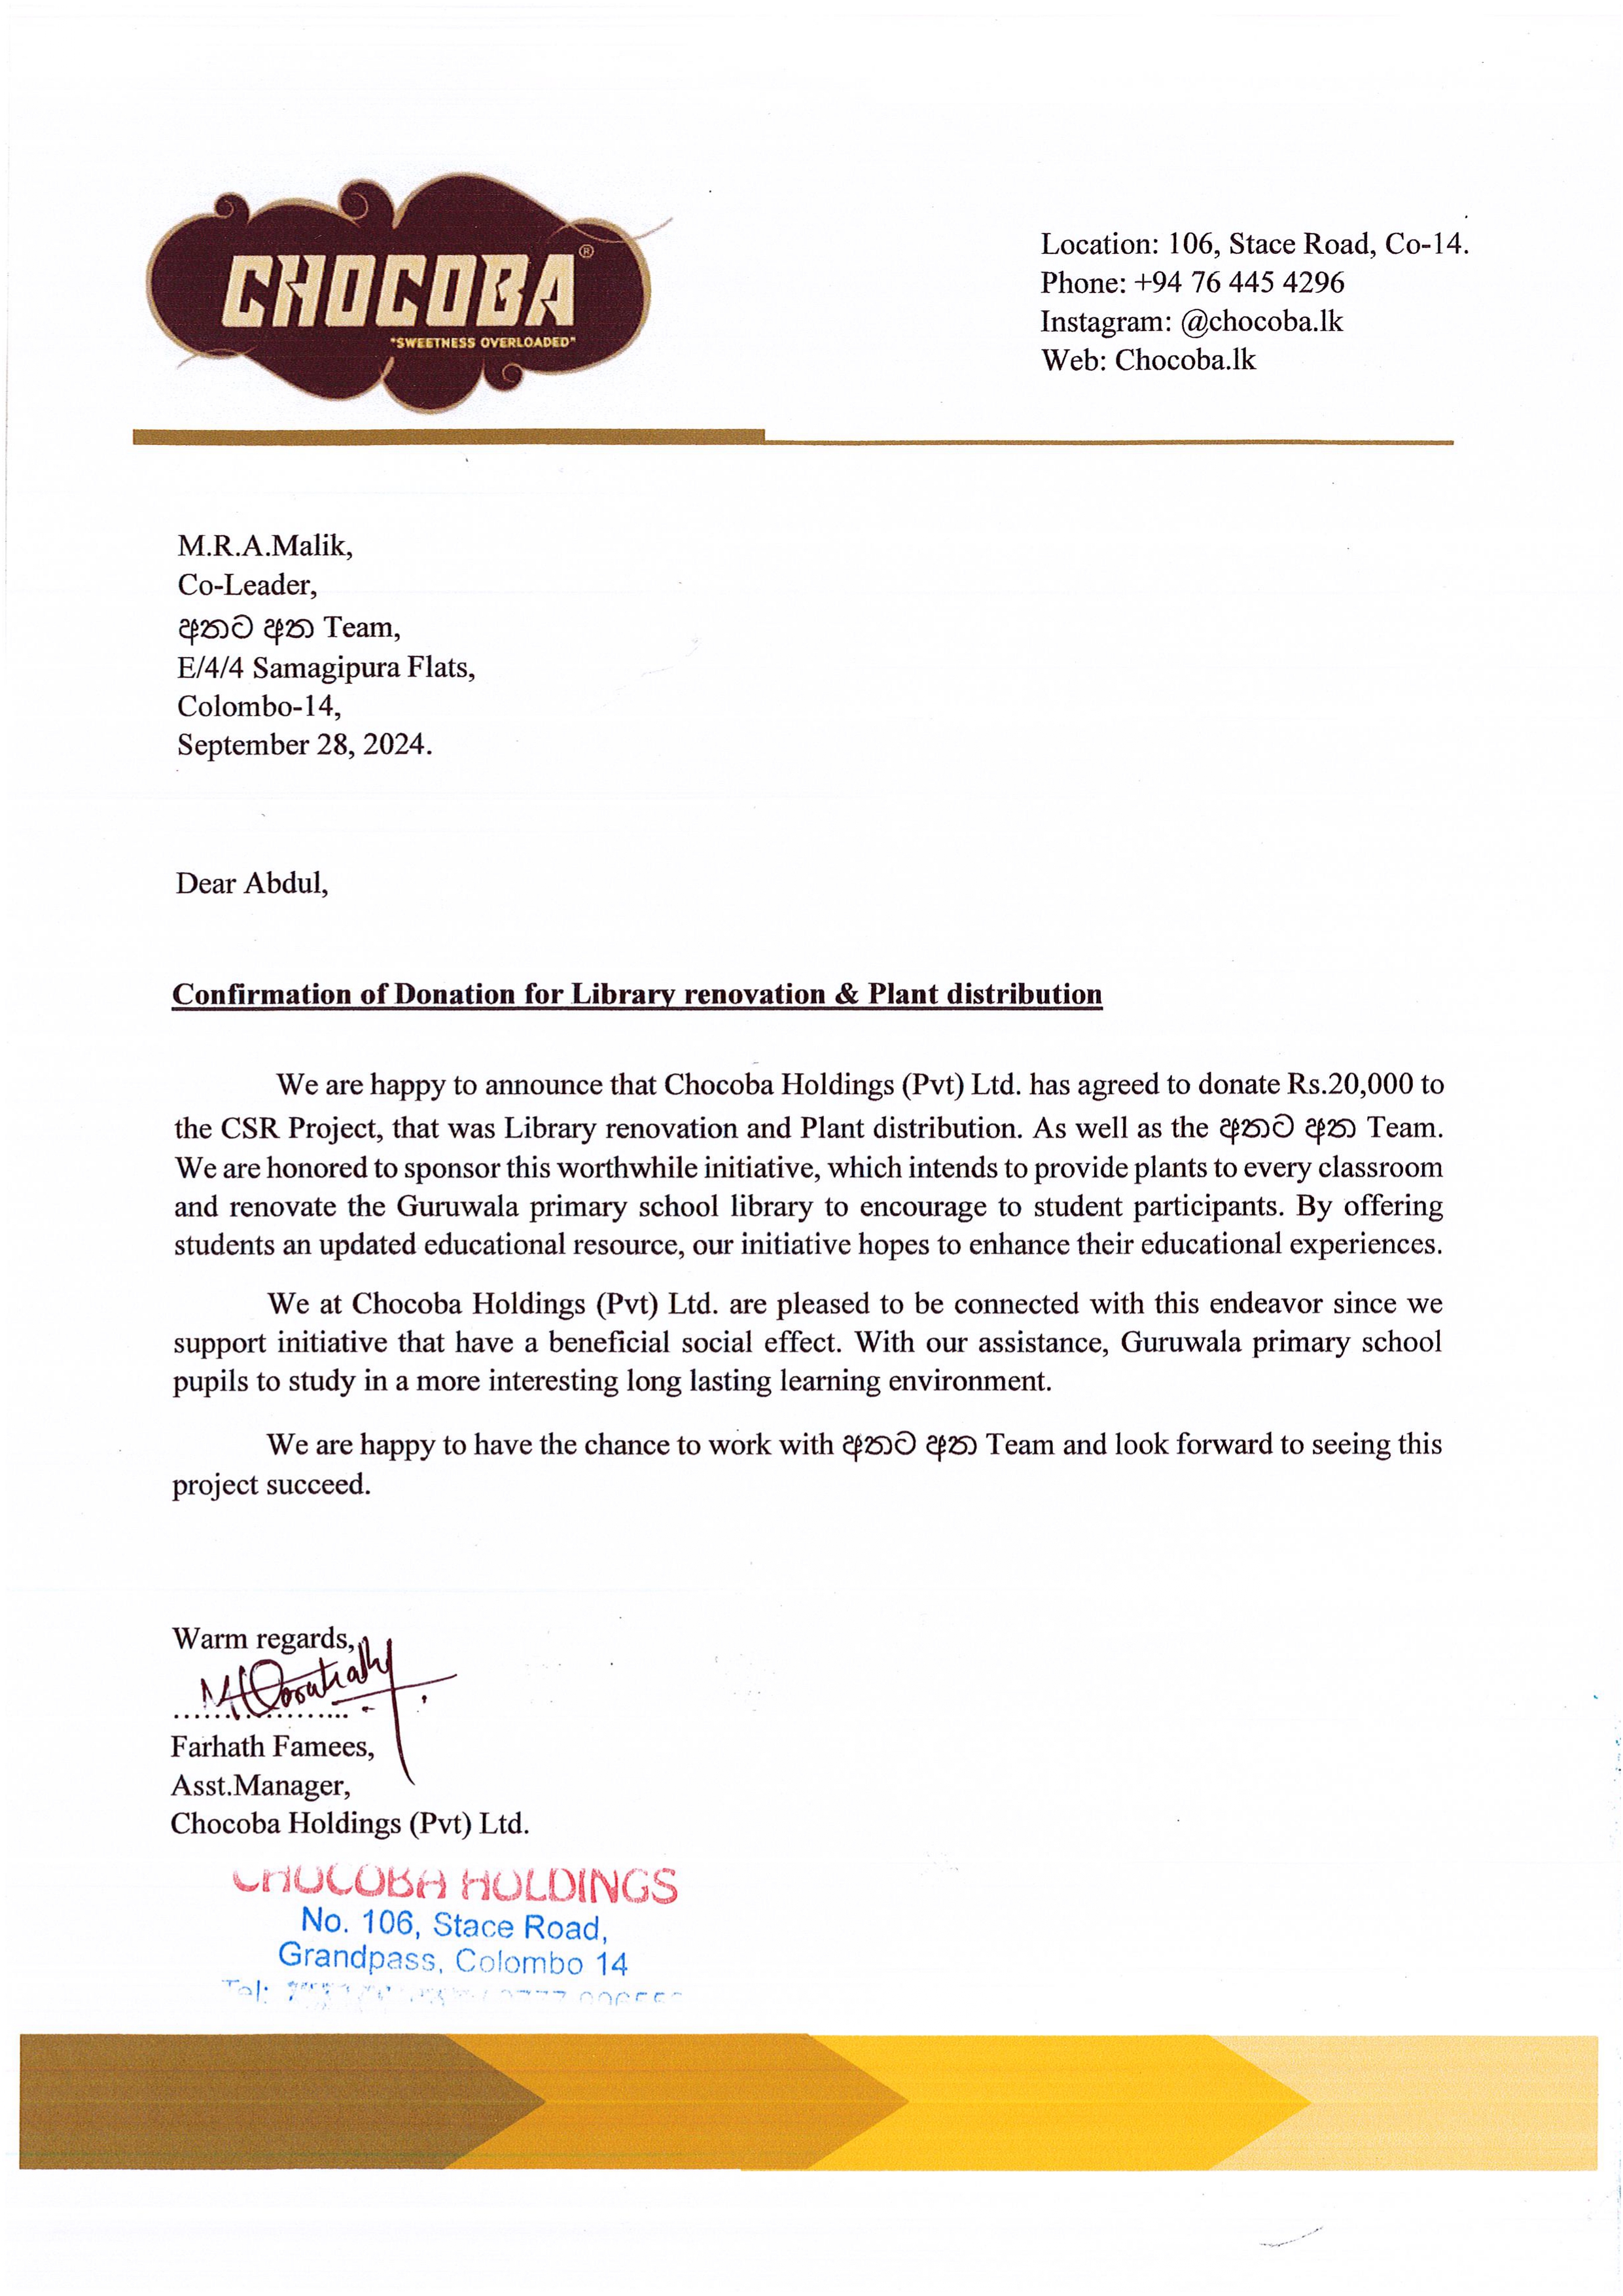 CHOCOBA®
"SWEETNESS OVERLOADED"
Location: 106, Stace Road, Co-14.
Phone: +94 76 445 4296
Instagram: @chocoba.lk
Web: Chocoba.lk
M.R.A.Malik,
Co-Leader,
අතට අත Team,
E/4/4 Samagipura Flats,
Colombo-14,
September 28, 2024.
Dear Abdul,
Confirmation of Donation for Library renovation & Plant distribution
We are happy to announce that Chocoba Holdings (Pvt) Ltd. has agreed to donate Rs.20,000 to
the CSR Project, that was Library renovation and Plant distribution. As well as the අතට අත Team.
We are honored to sponsor this worthwhile initiative, which intends to provide plants to every classroom
and renovate the Guruwala primary school library to encourage to student participants. By offering
students an updated educational resource, our initiative hopes to enhance their educational experiences.
We at Chocoba Holdings (Pvt) Ltd. are pleased to be connected with this endeavor since we
support initiative that have a beneficial social effect. With our assistance, Guruwala primary school
pupils to study in a more interesting long lasting learning environment.
We are happy to have the chance to work with අතට අත Team and look forward to seeing this
project succeed.
Warm regards,
Farhath Famees,
Asst.Manager,
Chocoba Holdings (Pvt) Ltd.
CHOCOBA HOLDINGS
No. 106, Stace Road,
Grandpass, Colombo 14
Tel: